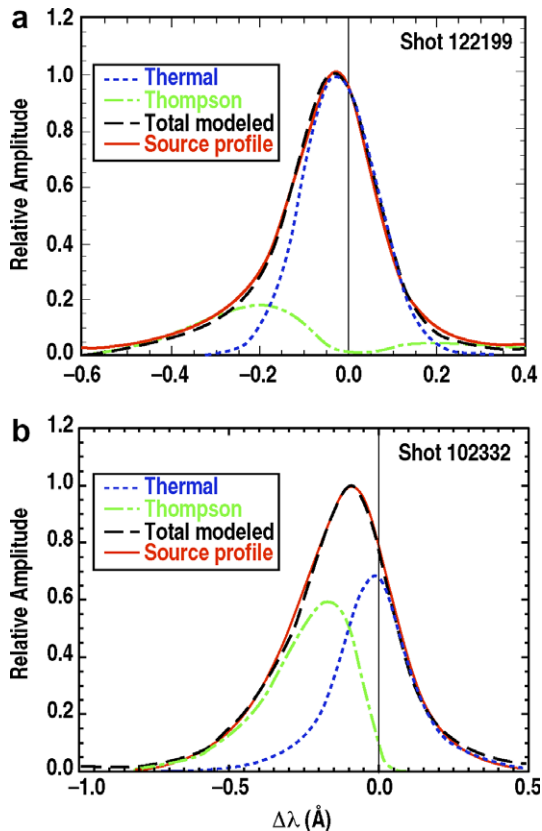 a
Shot 122199
Relative Amplitude
1.2
1.0
0.8
0.6
0.4
0.2
0.0
Thermal
Thompson
Total modeled
Source profile
−0.6 −0.4 −0.2 0.0 0.2 0.4
b
Shot 102332
Relative Amplitude
1.2
1.0
0.8
0.6
0.4
0.2
0.0
Thermal
Thompson
Total modeled
Source profile
−1.0 −0.5 −0.0 0.5
Δλ (Å)